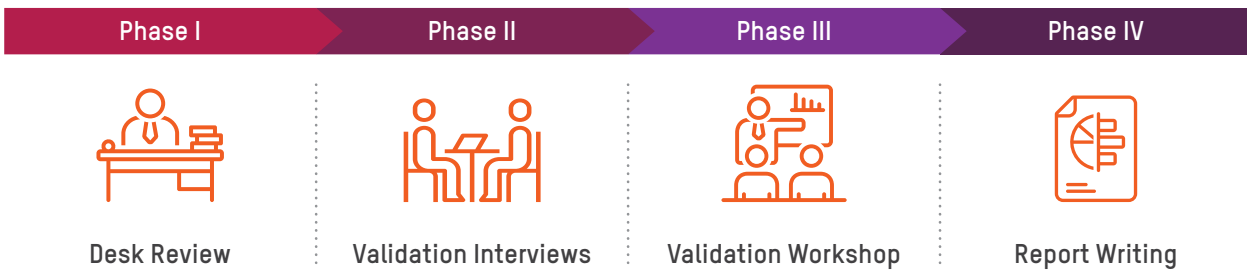 Phase I
Phase II
Phase III
Phase IV
Desk Review
Validation Interviews
Validation Workshop
Report Writing